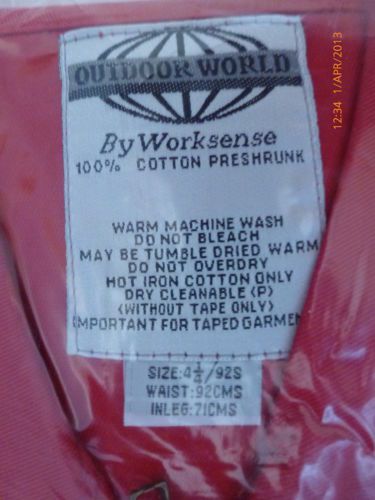 OUTDOOR WORLD
By Worksense
100% COTTON PRESHRUNK
WARM MACHINE WASH
DO NOT BLEACH
MAY BE TUMBLE DRIED WARM
DO NOT OVERDRY
HOT IRON COTTON ONLY
DRY CLEANABLE (P)
(WITHOUT TAPE ONLY)
IMPORTANT FOR TAPED GARMEN
SIZE:4¼/92S
WAIST:92CMS
INLEG:71CMS
12:34 1/APR/2013